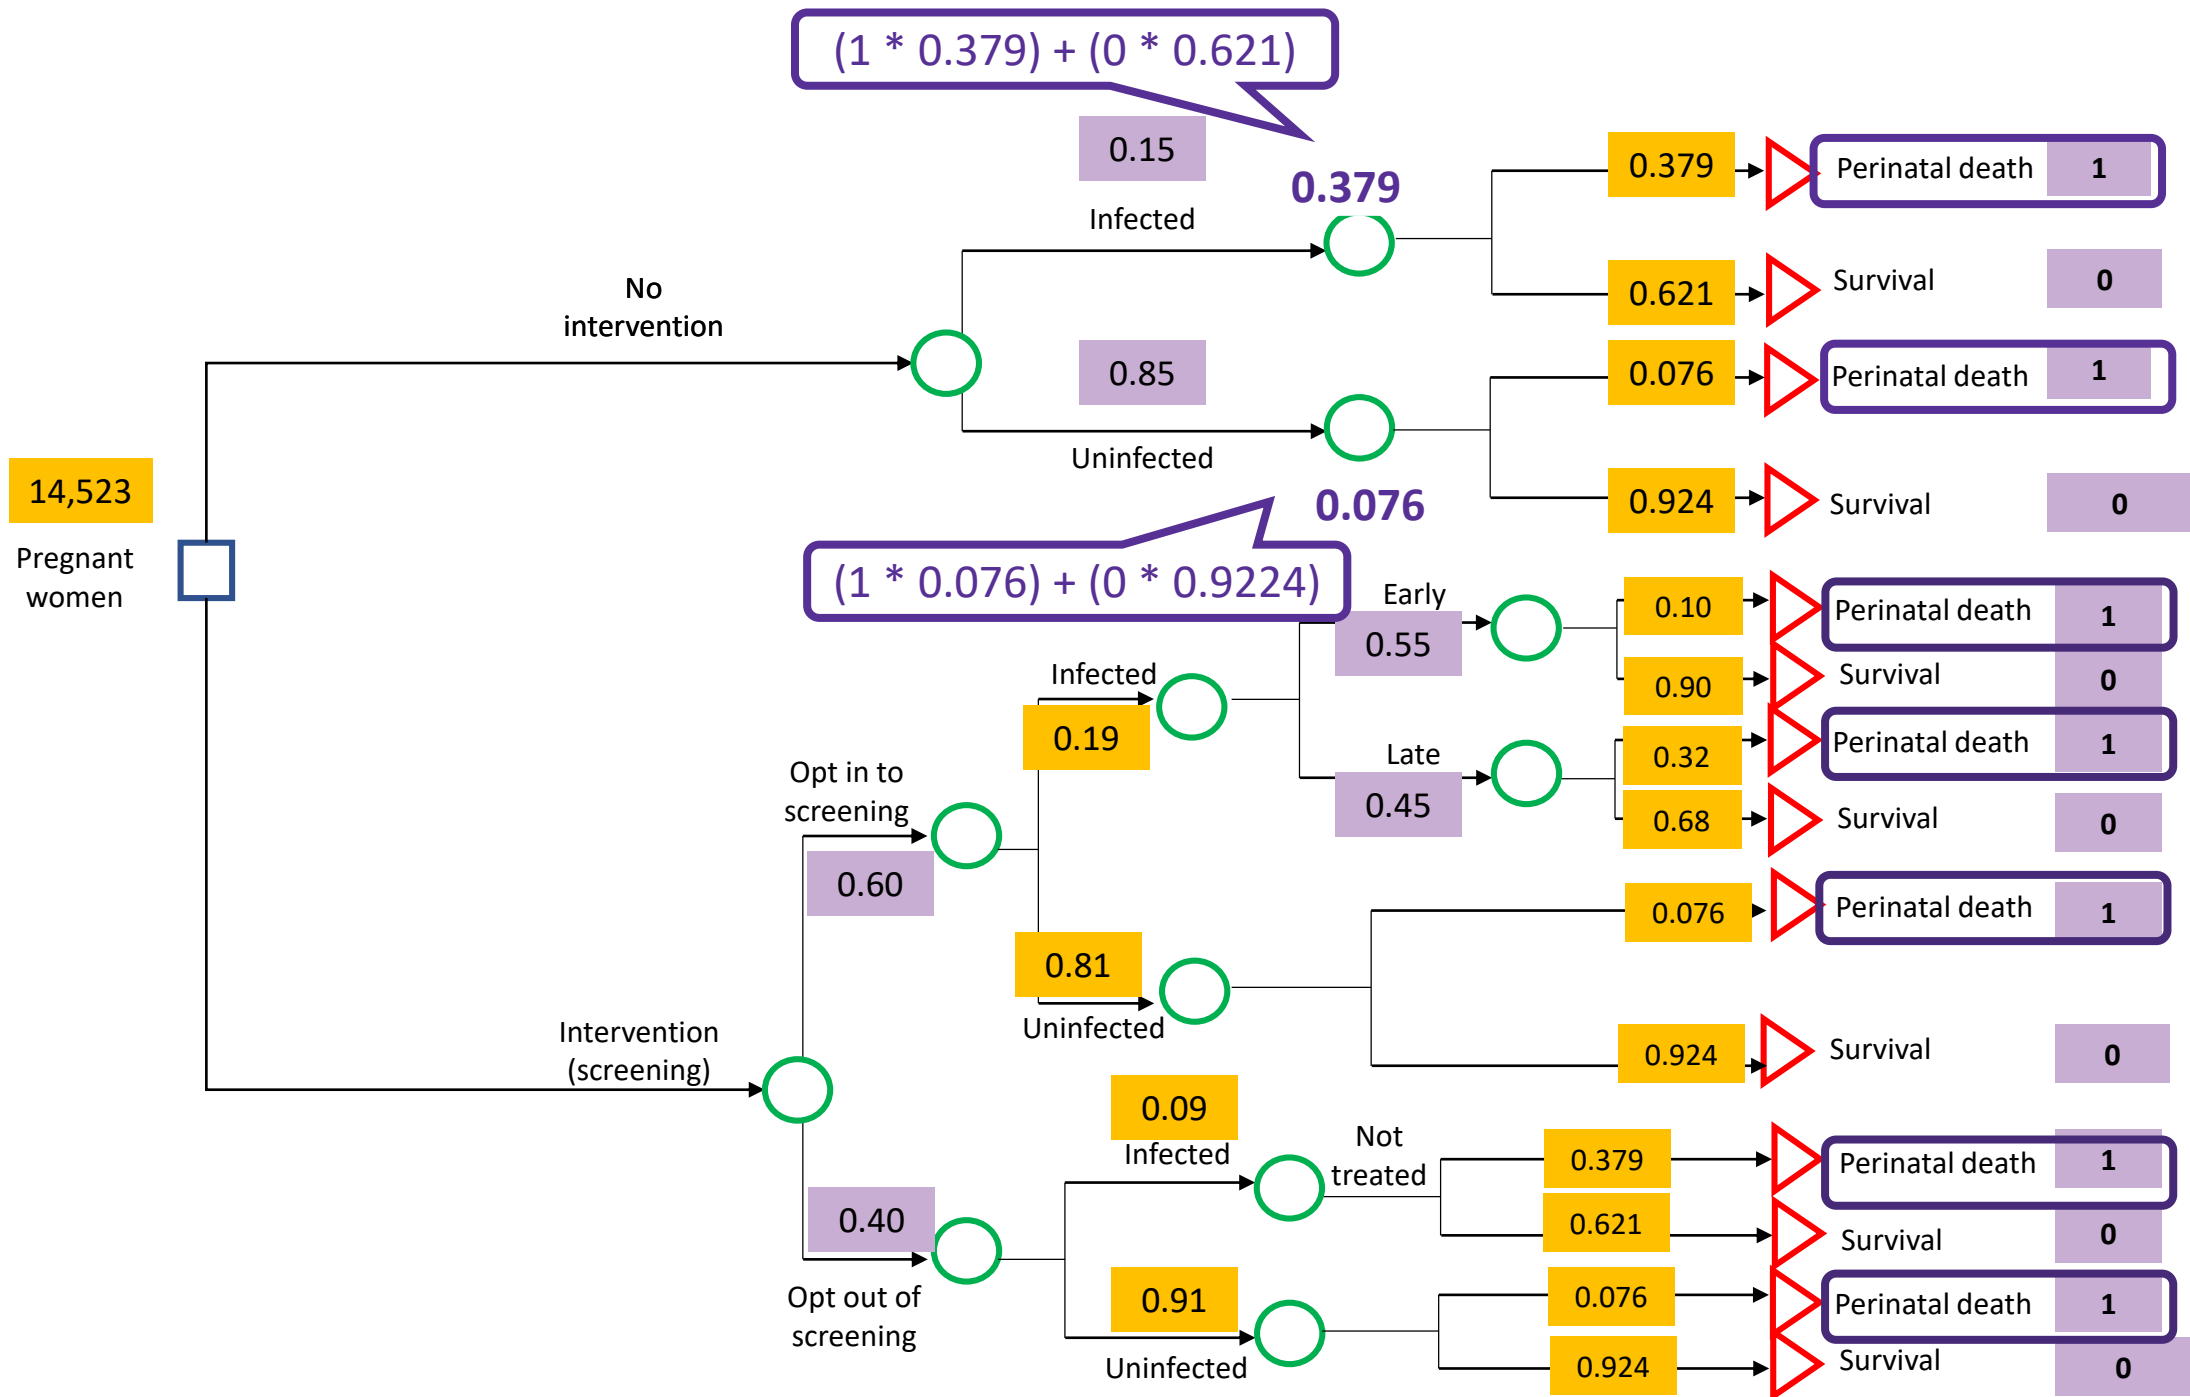 (1 * 0.379) + (0 * 0.621)
0.15
0.379
Infected
0.379
Perinatal death 1
0.621
Survival 0
No
intervention
0.85
Uninfected
0.076
Perinatal death 1
0.924
Survival 0
0.076
(1 * 0.076) + (0 * 0.9224)
14,523
Pregnant
women
Early
0.55
0.10
Perinatal death 1
0.90
Survival 0
Infected
0.19
Late
0.45
0.32
Perinatal death 1
0.68
Survival 0
Opt in to
screening
0.60
0.81
Uninfected
0.076
Perinatal death 1
0.924
Survival 0
Intervention
(screening)
0.09
Infected
Not
treated
0.379
Perinatal death 1
0.621
Survival 0
0.40
Opt out of
screening
0.91
Uninfected
0.076
Perinatal death 1
0.924
Survival 0